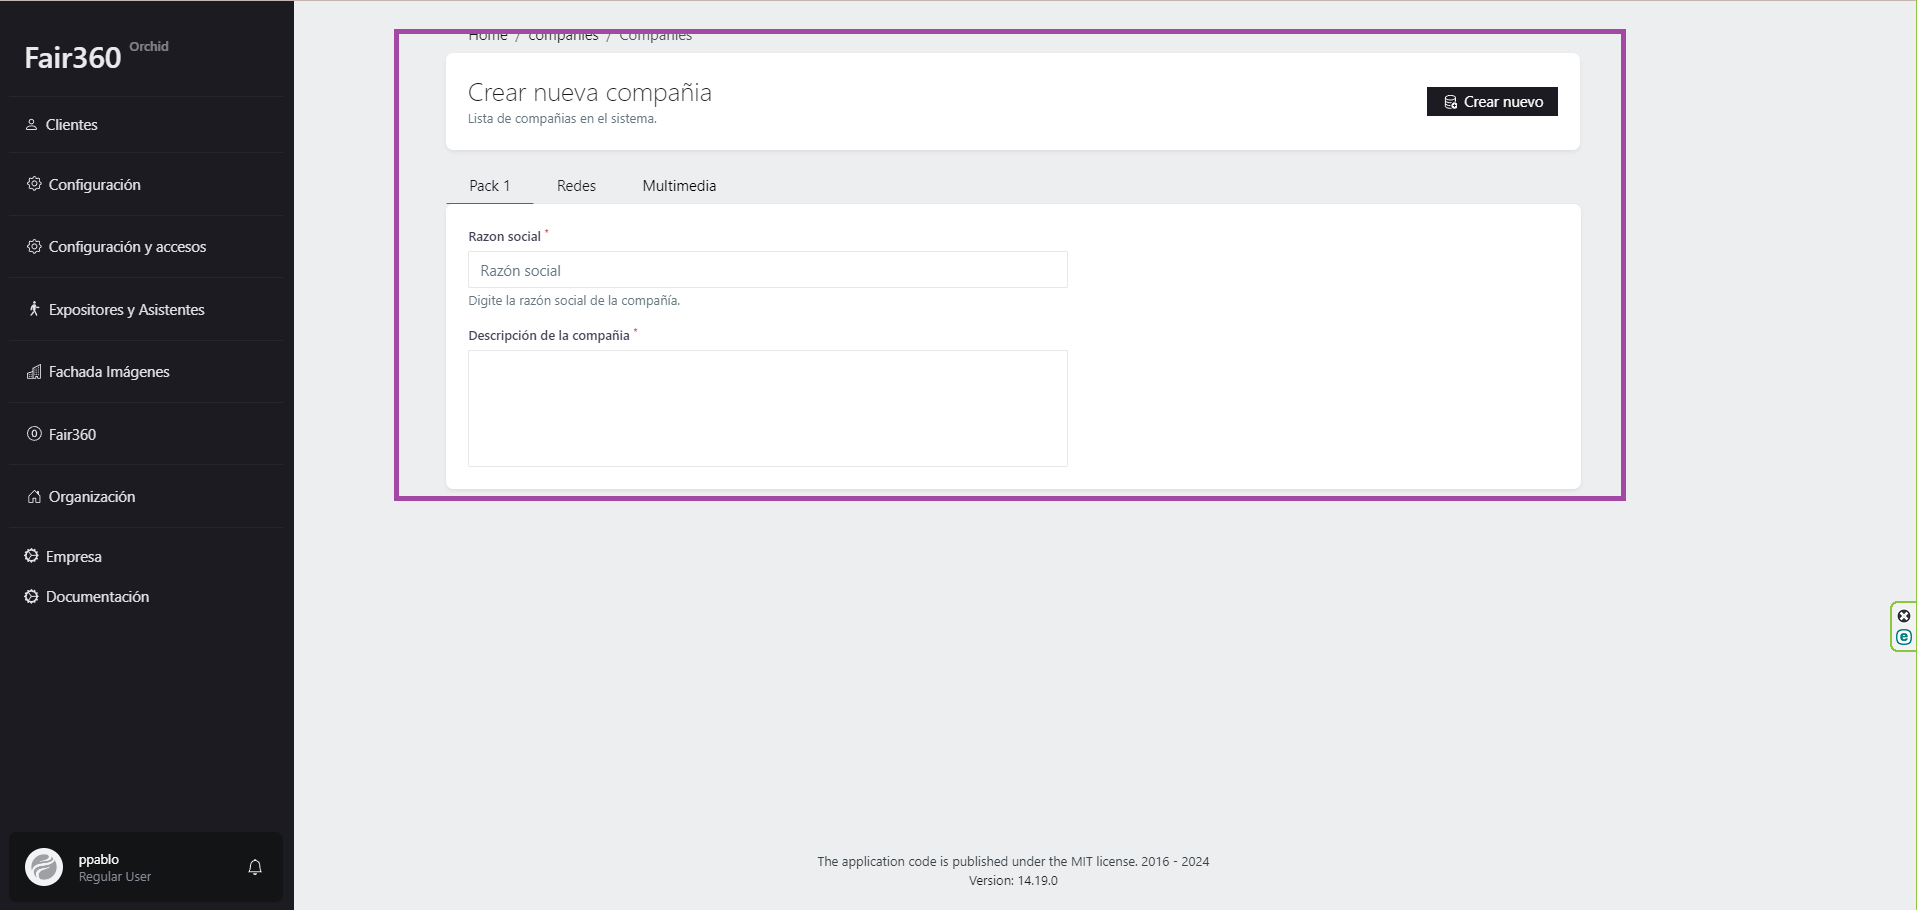 Fair360 Orchid
Clientes
Configuración
Configuración y accesos
Expositores y Asistentes
Fachada Imágenes
Fair360
Organización
Empresa
Documentación
ppablo
Regular User
Home / companies / Companies
Crear nueva compañia
Lista de compañias en el sistema.
Crear nuevo
Pack 1 Redes Multimedia
Razon social *
Razón social
Digite la razón social de la compañía.
Descripción de la compañia *
The application code is published under the MIT license. 2016 - 2024
Version: 14.19.0